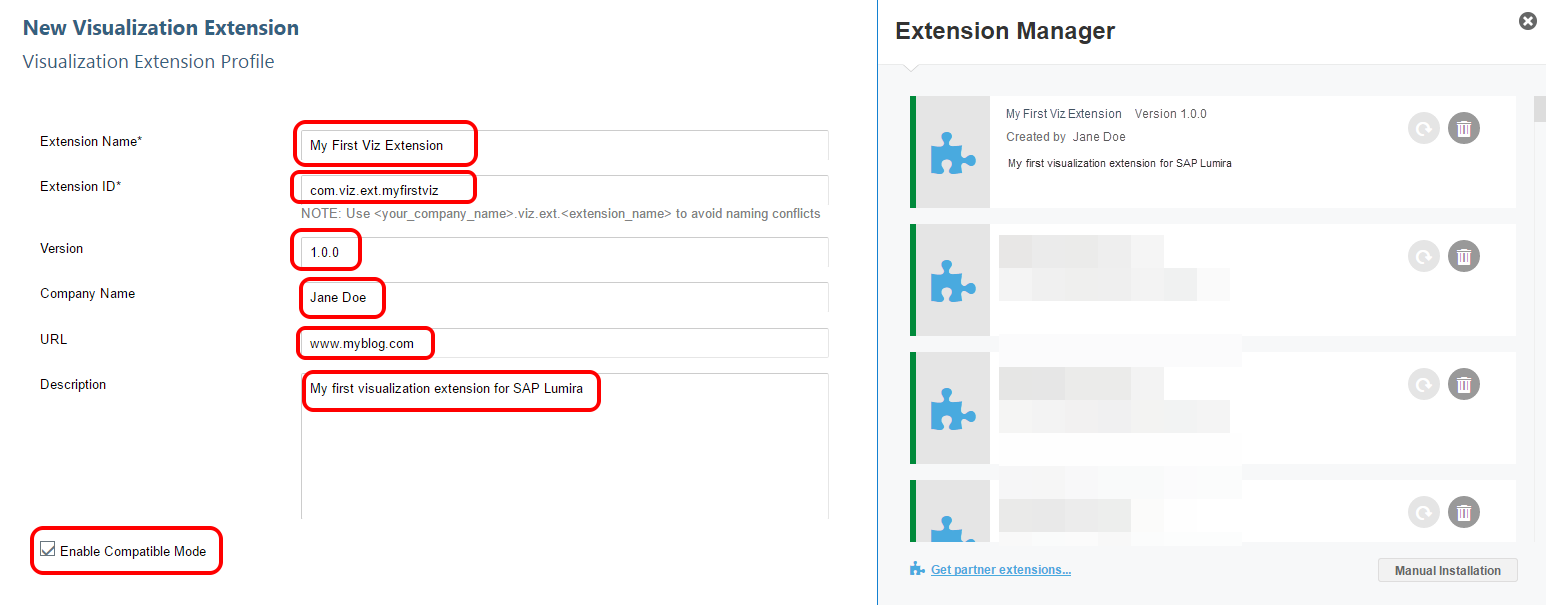 New Visualization Extension
Visualization Extension Profile
Extension Name* My First Viz Extension
Extension ID* com.viz.ext.myfirstviz
NOTE: Use <your_company_name>.viz.ext.<extension_name> to avoid naming conflicts
Version 1.0.0
Company Name Jane Doe
URL www.myblog.com
Description My first visualization extension for SAP Lumira
Enable Compatible Mode
Extension Manager
My First Viz Extension Version 1.0.0
Created by Jane Doe
My first visualization extension for SAP Lumira
Get partner extensions...
Manual Installation